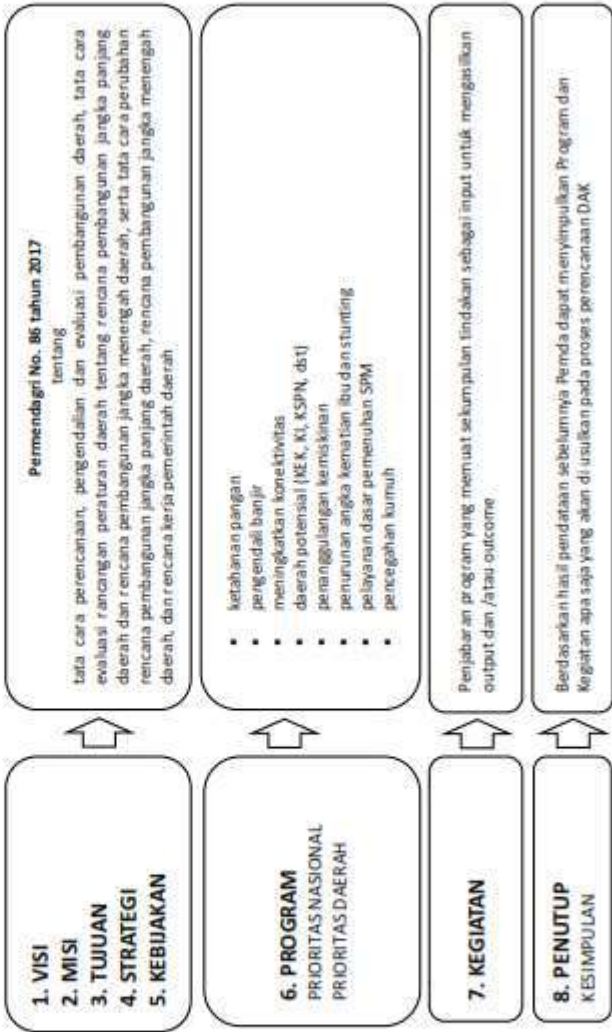 1. VISI
2. MISI
3. TUJUAN
4. STRATEGI
5. KEBIJAKAN
Permendagri No. 86 tahun 2017
tentang
tata cara perencanaan, pengendalian dan evaluasi pembangunan daerah, tata cara
evaluasi rancangan peraturan daerah tentang rencana pembangunan jangka panjang
daerah dan rencana pembangunan jangka menengah daerah, serta tata cara perubahan
rencana pembangunan jangka panjang daerah, rencana pembangunan jangka menengah
daerah, dan rencana kerja pemerintah daerah
6. PROGRAM
PRIORITAS NASIONAL
PRIORITAS DAERAH
▪ ketahanan pangan
▪ pengendali banjir
▪ meningkatkan konektivitas
▪ daerah potensial (KEK, KI, KSPN, dst)
▪ penanggulangan kemiskinan
▪ penurunan angka kematian ibu dan stunting
▪ pelayanan dasar pemenuhan SPM
▪ pencegahan kumuh
7. KEGIATAN
Penjabaran program yang memuat sekumpulan tindakan sebagai input untuk mengasilkan
output dan /atau outcome
8. PENUTUP
KESIMPULAN
Berdasarkan hasil pendataan sebelumnya Pemda dapat menyimpulkan Program dan
Kegiatan apa saja yang akan di usulkan pada proses perencanaan DAK